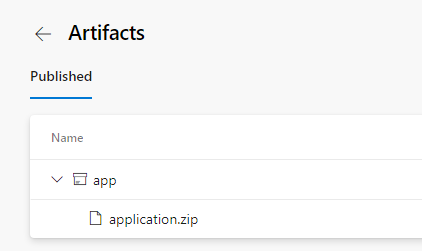 Artifacts
Published
Name
app
application.zip